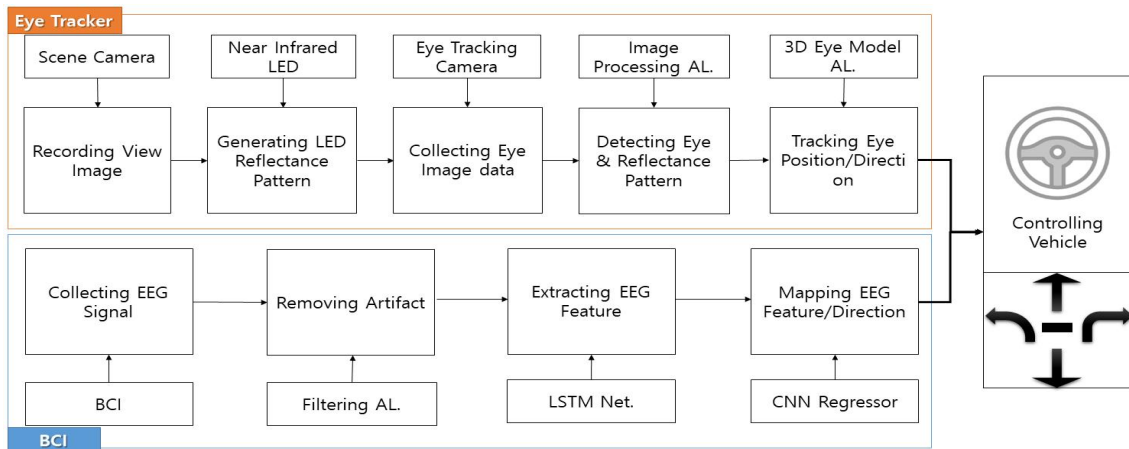 Eye Tracker
Scene Camera
Near Infrared
LED
Eye Tracking
Camera
Image
Processing AL.
3D Eye Model
AL.
Recording View
Image
Generating LED
Reflectance
Pattern
Collecting Eye
Image data
Detecting Eye
& Reflectance
Pattern
Tracking Eye
Position/Directi
on
Controlling
Vehicle
Collecting EEG
Signal
Removing Artifact
Extracting EEG
Feature
Mapping EEG
Feature/Direction
BCI
Filtering AL.
LSTM Net.
CNN Regressor
BCI